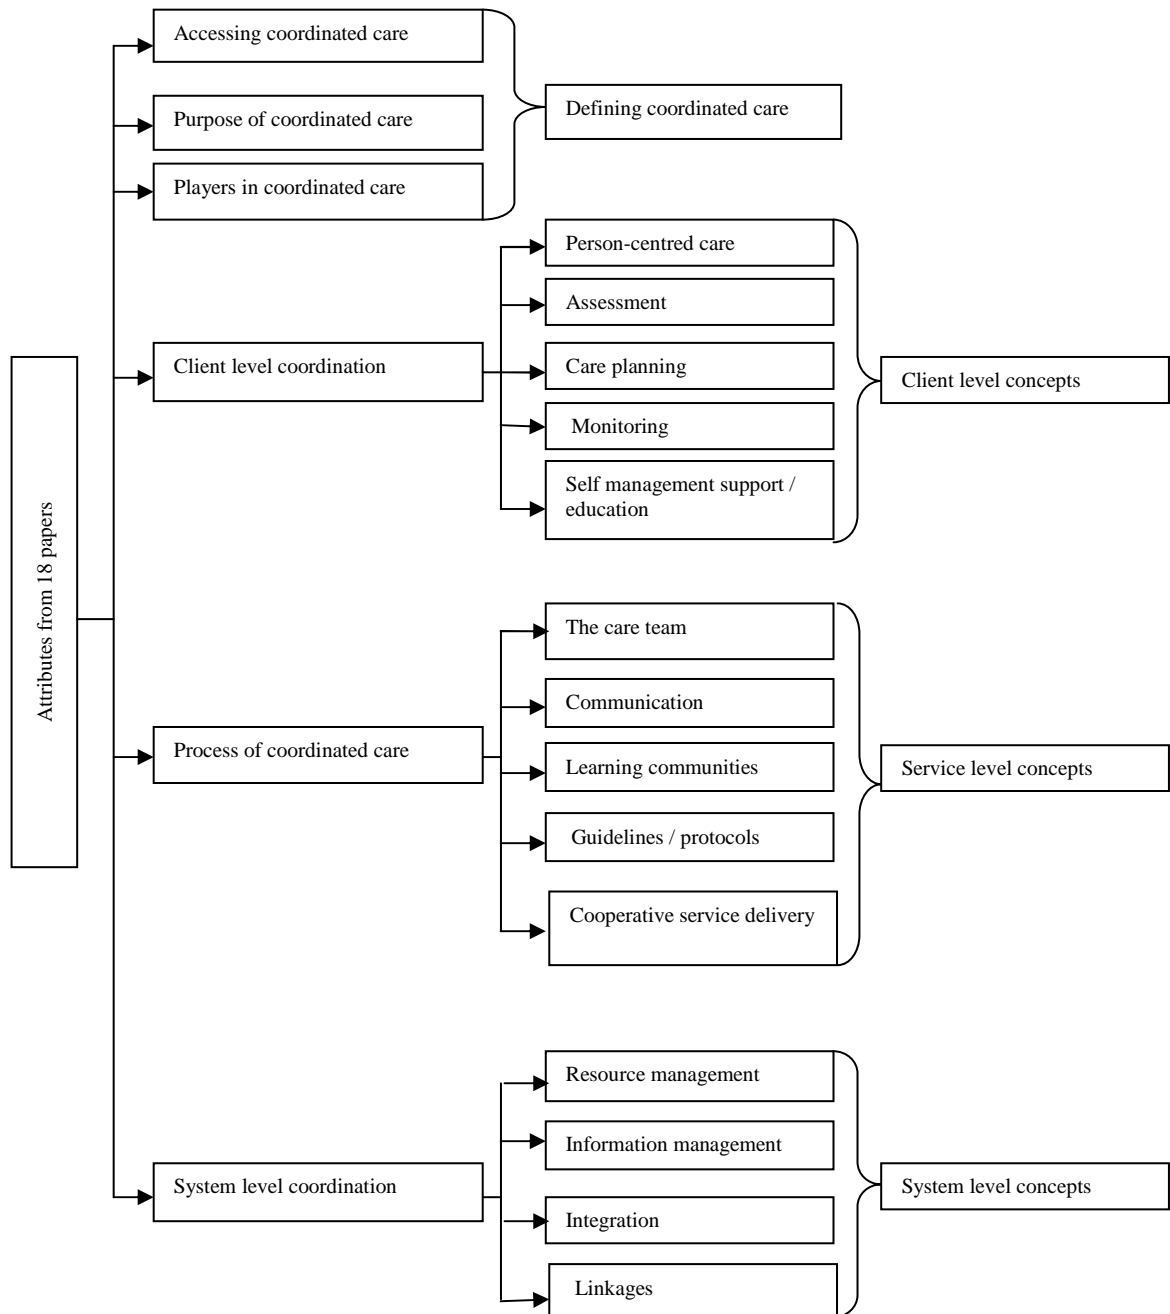 Attributes from 18 papers
Accessing coordinated care
Purpose of coordinated care
Players in coordinated care
Defining coordinated care
Client level coordination
Person-centred care
Assessment
Care planning
Monitoring
Self management support /
education
Client level concepts
Process of coordinated care
The care team
Communication
Learning communities
Guidelines / protocols
Cooperative service delivery
Service level concepts
System level coordination
Resource management
Information management
Integration
Linkages
System level concepts